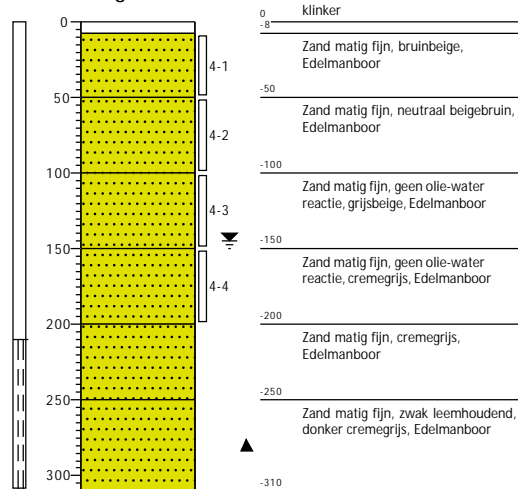 0
50
100
150
200
250
300
4-1
4-2
4-3
4-4
0
klinker
-8
Zand matig fijn, bruinbeige,
Edelmanboor
-50
Zand matig fijn, neutraal beigebruin,
Edelmanboor
-100
Zand matig fijn, geen olie-water
reactie, grijsbeige, Edelmanboor
-150
Zand matig fijn, geen olie-water
reactie, cremegrijs, Edelmanboor
-200
Zand matig fijn, cremegrijs,
Edelmanboor
-250
Zand matig fijn, zwak leemhoudend,
donker cremegrijs, Edelmanboor
-310